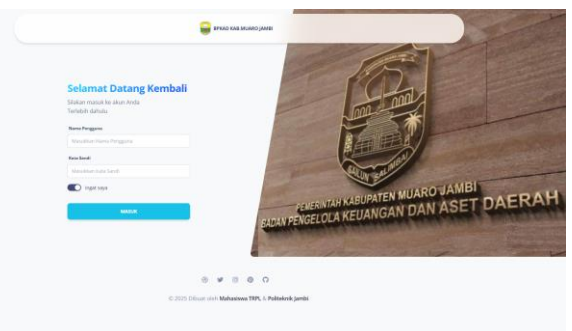 BPKAD KAB MUARO JAMBI
Selamat Datang Kembali
Silakan masuk ke akun Anda
Terlebih dahulu.
Nama Pengguna
Masukkan Nama Pengguna
Kata Sandi
Masukkan Kata Sandi
Ingat saya
MASUK
SAILUN SALIMBAI
PEMERINTAH KABUPATEN MUARO JAMBI
BADAN PENGELOLA KEUANGAN DAN ASET DAERAH
© 2025 Dibuat oleh Mahasiswa TRPL & Politeknik Jambi